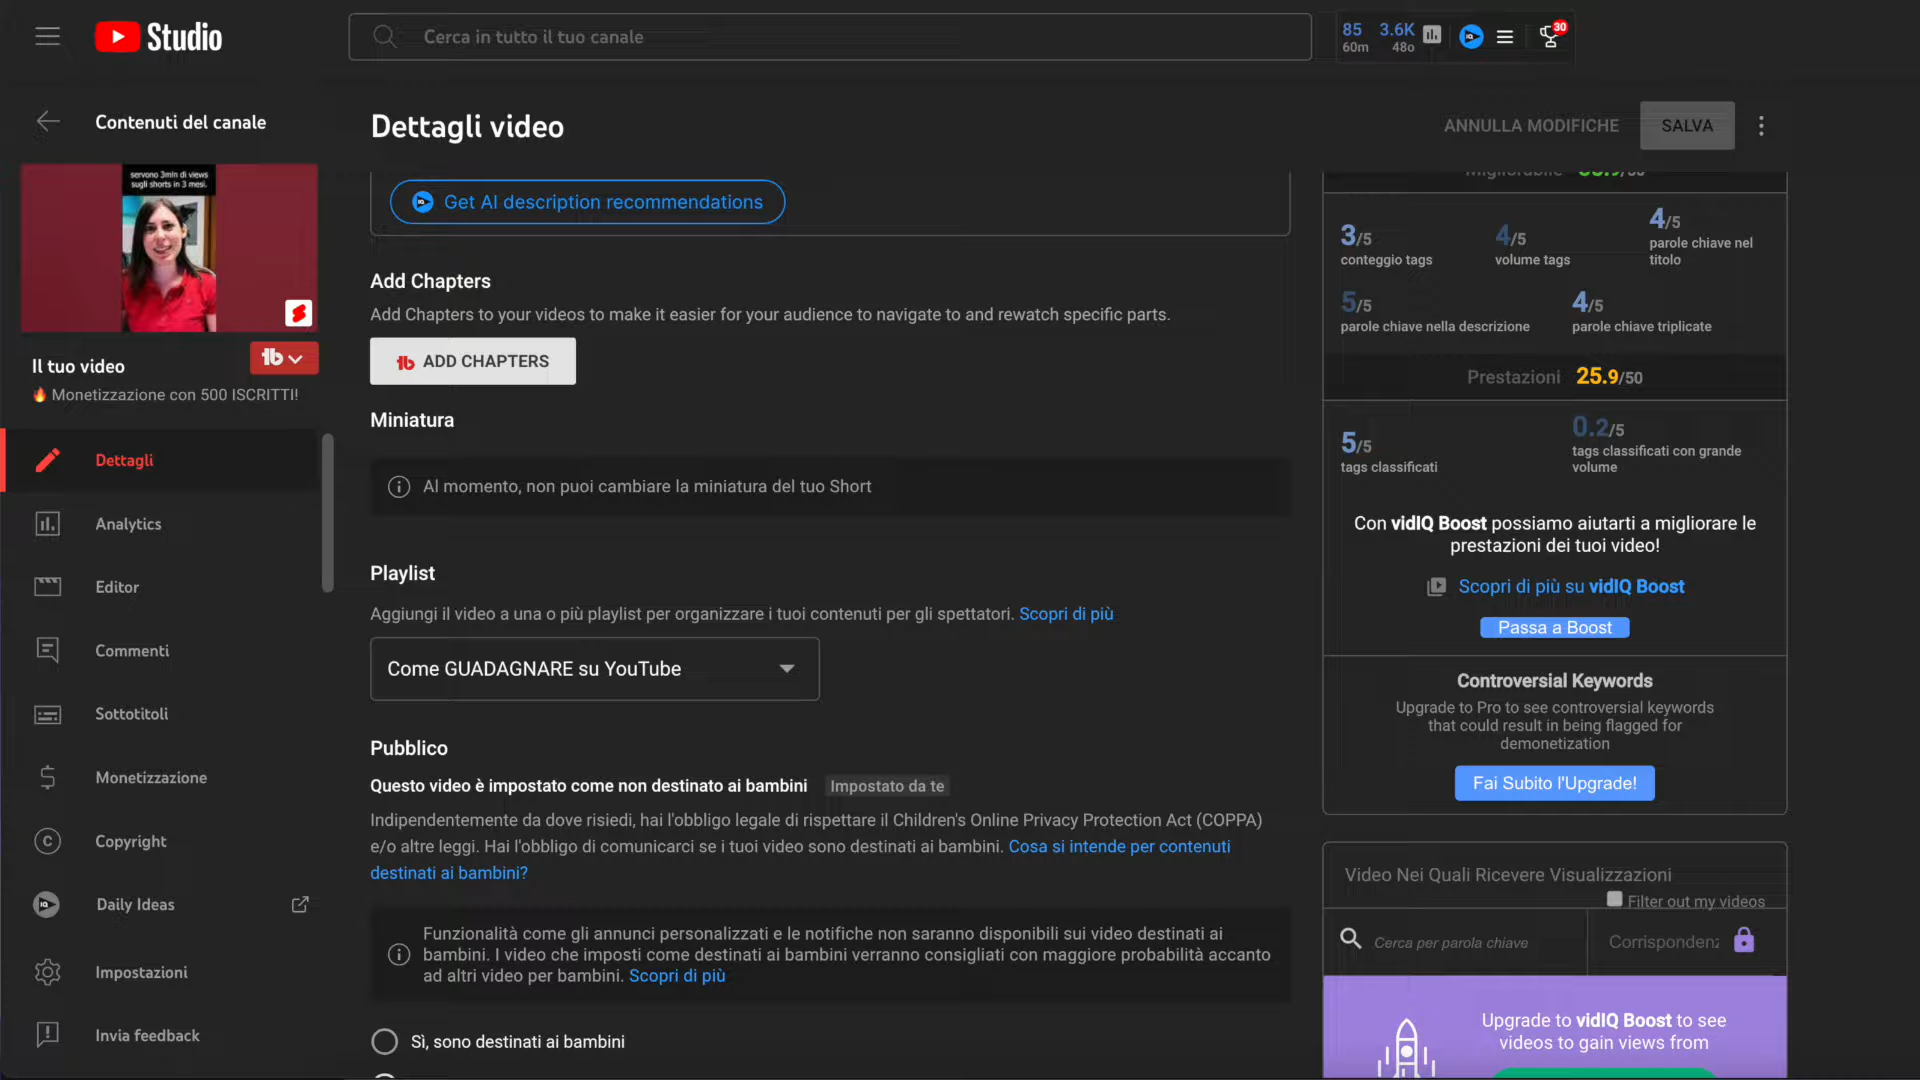 Studio
Cerca in tutto il tuo canale
85 3.6K
60m 48o
30
Contenuti del canale
Dettagli video
ANNULLA MODIFICHE
SALVA
servono 3mln di views
sugli shorts in 3 mesi.
Il tuo video
Monetizzazione con 500 ISCRITTI!
Dettagli
Analytics
Editor
Commenti
Sottotitoli
Monetizzazione
Copyright
Daily Ideas
Impostazioni
Invia feedback
Get AI description recommendations
Add Chapters
Add Chapters to your videos to make it easier for your audience to navigate to and rewatch specific parts.
ADD CHAPTERS
Miniatura
Al momento, non puoi cambiare la miniatura del tuo Short
Playlist
Aggiungi il video a una o più playlist per organizzare i tuoi contenuti per gli spettatori. Scopri di più
Come GUADAGNARE su YouTube
Pubblico
Questo video è impostato come non destinato ai bambini Impostato da te
Indipendentemente da dove risiedi, hai l'obbligo legale di rispettare il Children's Online Privacy Protection Act (COPPA)
e/o altre leggi. Hai l'obbligo di comunicarci se i tuoi video sono destinati ai bambini. Cosa si intende per contenuti
destinati ai bambini?
Funzionalità come gli annunci personalizzati e le notifiche non saranno disponibili sui video destinati ai
bambini. I video che imposti come destinati ai bambini verranno consigliati con maggiore probabilità accanto
ad altri video per bambini. Scopri di più
Sì, sono destinati ai bambini
3/5
conteggio tags
4/5
volume tags
4/5
parole chiave nel
titolo
5/5
parole chiave nella descrizione
4/5
parole chiave triplicate
Prestazioni 25.9/50
5/5
tags classificati
0.2/5
tags classificati con grande
volume
Con vidIQ Boost possiamo aiutarti a migliorare le
prestazioni dei tuoi video!
Scopri di più su vidIQ Boost
Passa a Boost
Controversial Keywords
Upgrade to Pro to see controversial keywords
that could result in being flagged for
demonetization
Fai Subito l'Upgrade!
Video Nei Quali Ricevere Visualizzazioni
Filter out my videos
Cerca per parola chiave
Corrispondenz
Upgrade to vidIQ Boost to see
videos to gain views from